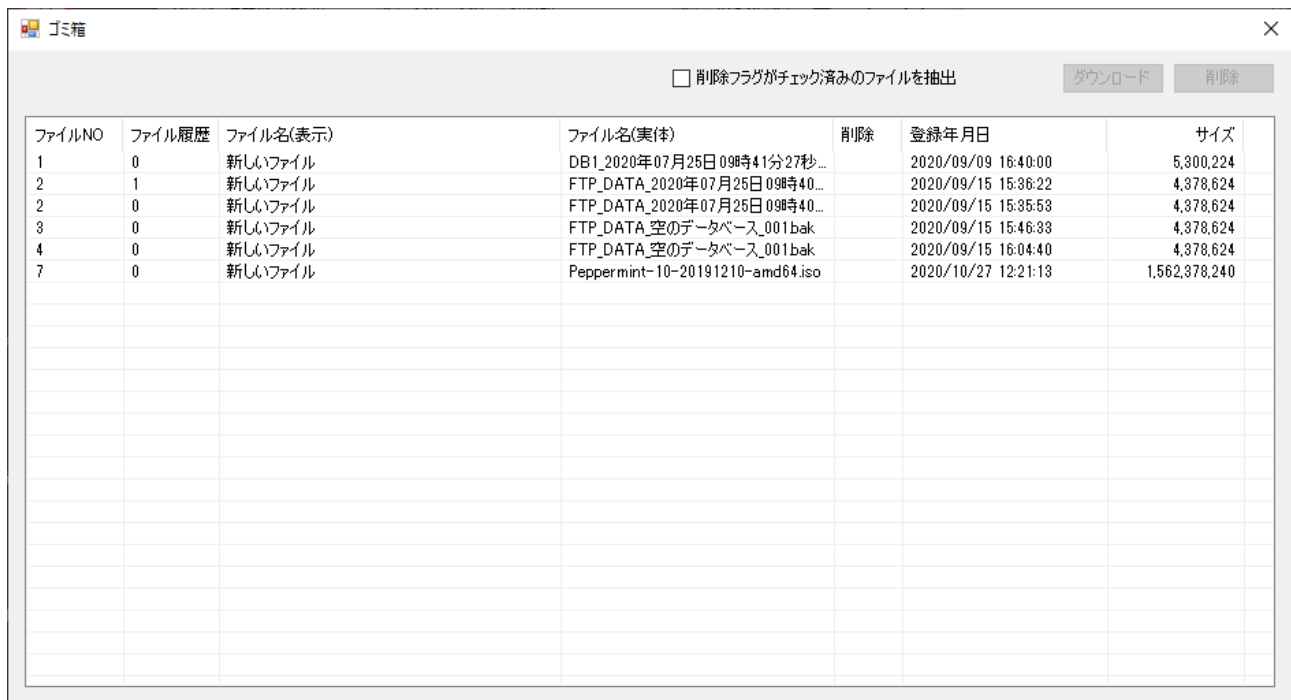 ゴミ箱
削除フラグがチェック済みのファイルを抽出 ダウンロード 削除
ファイルNO ファイル履歴 ファイル名(表示) ファイル名(実体) 削除 登録年月日 サイズ
1 0 新しいファイル DB1_2020年07月25日09時41分27秒... 2020/09/09 16:40:00 5,300,224
2 1 新しいファイル FTP_DATA_2020年07月25日09時40... 2020/09/15 15:36:22 4,378,624
2 0 新しいファイル FTP_DATA_2020年07月25日09時40... 2020/09/15 15:35:53 4,378,624
3 0 新しいファイル FTP_DATA_空のデータベース_001.bak 2020/09/15 15:46:33 4,378,624
4 0 新しいファイル FTP_DATA_空のデータベース_001.bak 2020/09/15 16:04:40 4,378,624
7 0 新しいファイル Peppermint-10-20191210-amd64.iso 2020/10/27 12:21:13 1,562,378,240